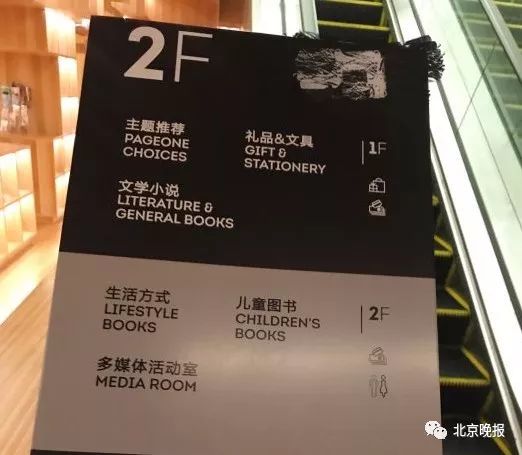 2F
主题推荐
PAGEONE
CHOICES
礼品&文具
GIFT &
STATIONERY
1F
文学小说
LITERATURE &
GENERAL BOOKS
生活方式
LIFESTYLE
BOOKS
儿童图书
CHILDREN'S
BOOKS
2F
多媒体活动室
MEDIA ROOM
北京晚报